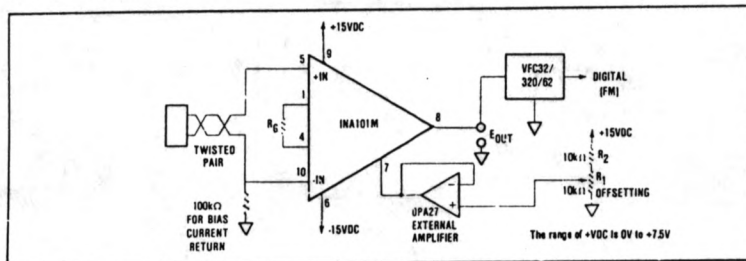 +15VDC
9
5
+IN
1
RG
4
INA101M
8
EOUT
VFC32/
320/62
DIGITAL
(FM)
TWISTED
PAIR
10
-IN
7
6
-15VDC
100kΩ
FOR BIAS
CURRENT
RETURN
OPA27
EXTERNAL
AMPLIFIER
-
+
+15VDC
10kΩ R2
R1
10kΩ OFFSETTING
The range of +VDC is 0V to +7.5V